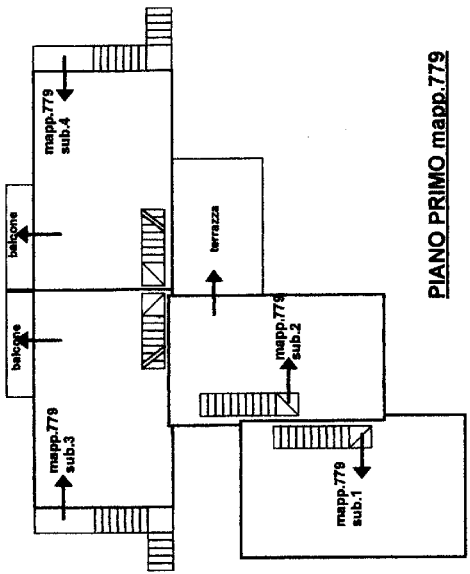 mapp.779
sub.4
balcone
balcone
terrazza
mapp.779
sub.3
mapp.779
sub.2
mapp.779
sub.1
PIANO PRIMO mapp.779